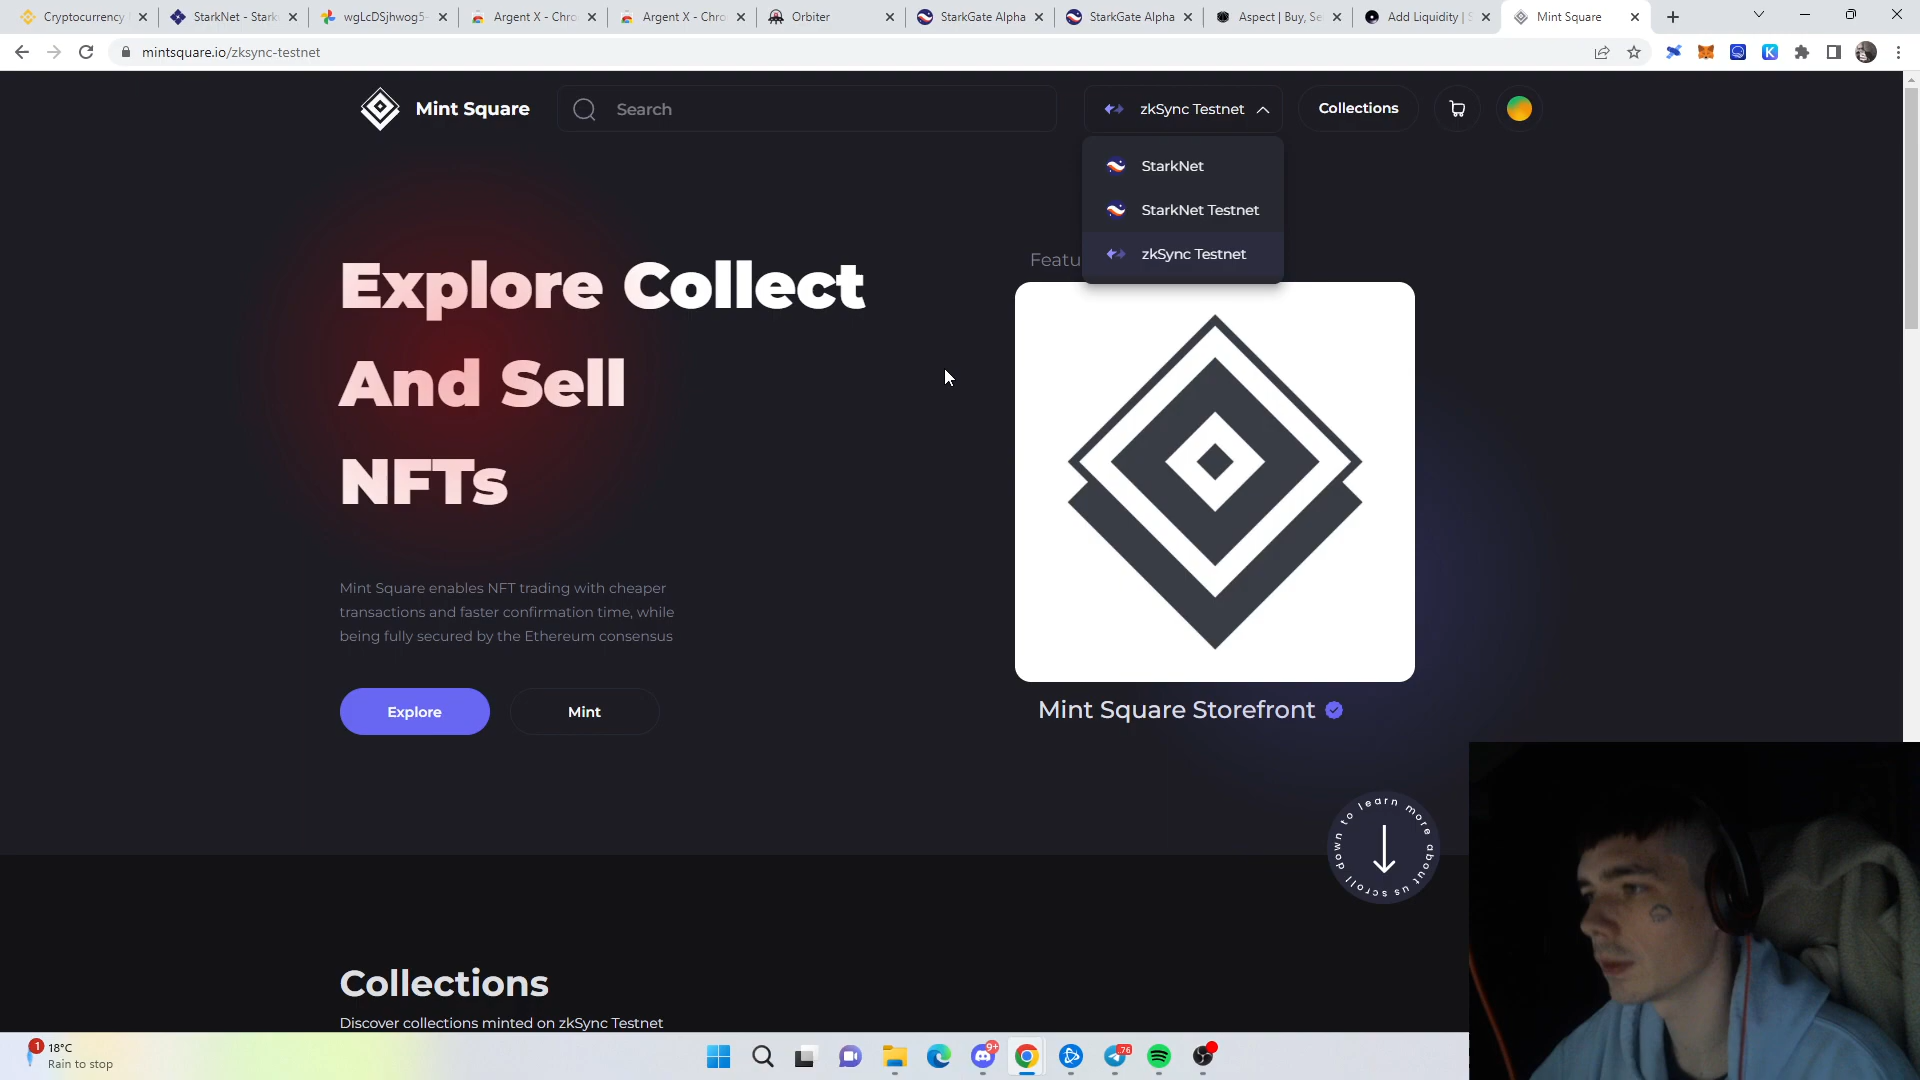 Cryptocurrency
StarkNet - Stark
wgLcDSjhwog5-
Argent X - Chro
Argent X - Chro
Orbiter
StarkGate Alpha
StarkGate Alpha
Aspect | Buy, Se
Add Liquidity |
Mint Square
mintsquare.io/zksync-testnet
Mint Square
Search
zkSync Testnet
Collections
StarkNet
StarkNet Testnet
zkSync Testnet
Featu
Explore Collect
And Sell
NFTs
Mint Square enables NFT trading with cheaper
transactions and faster confirmation time, while
being fully secured by the Ethereum consensus
Explore
Mint
Mint Square Storefront
scroll down to learn more about us
Collections
Discover collections minted on zkSync Testnet
1
18°C
Rain to stop
9+
76